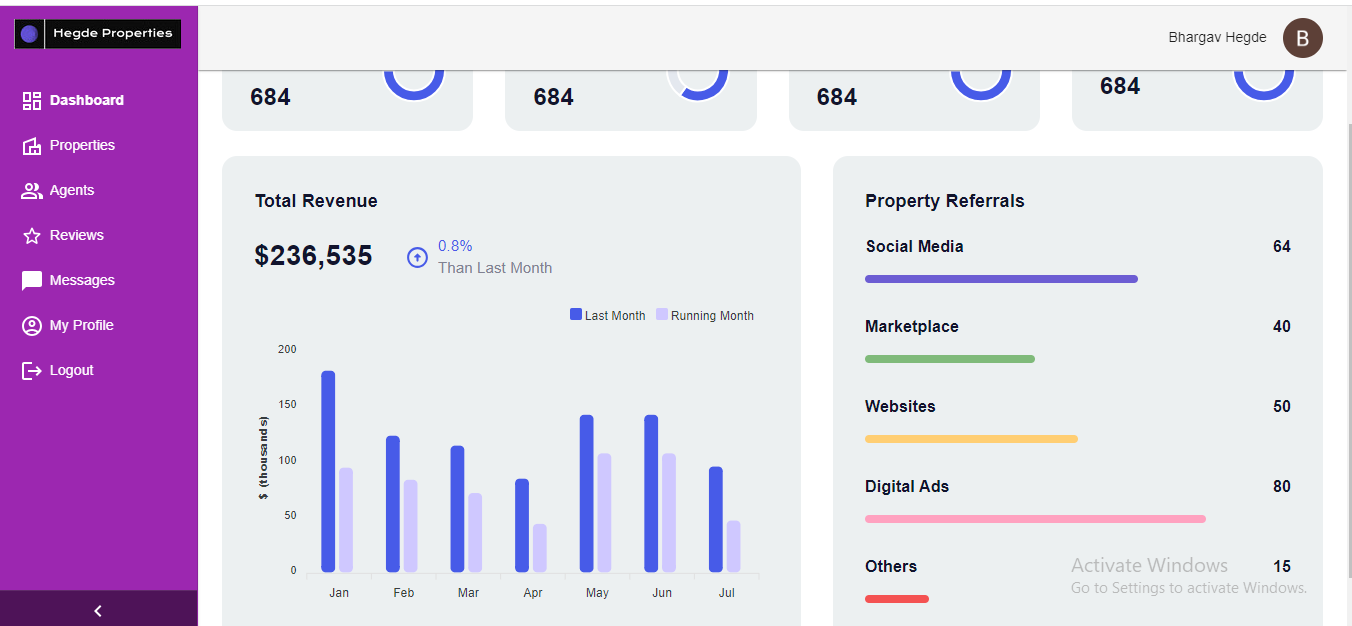 Hegde Properties
Bhargav Hegde
B
Dashboard
Properties
Agents
Reviews
Messages
My Profile
Logout
684
684
684
684
Total Revenue
$236,535
0.8%
Than Last Month
Last Month Running Month
$ (thousands)
200
150
100
50
0
Jan Feb Mar Apr May Jun Jul
Property Referrals
Social Media 64
Marketplace 40
Websites 50
Digital Ads 80
Others 15
Activate Windows
Go to Settings to activate Windows.